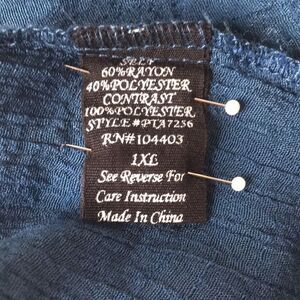 SELF
60%RAYON
40%POLYESTER
CONTRAST
100%POLYESTER
STYLE#PTA7236
RN#104403
1XL
See Reverse For
Care Instruction
Made In China